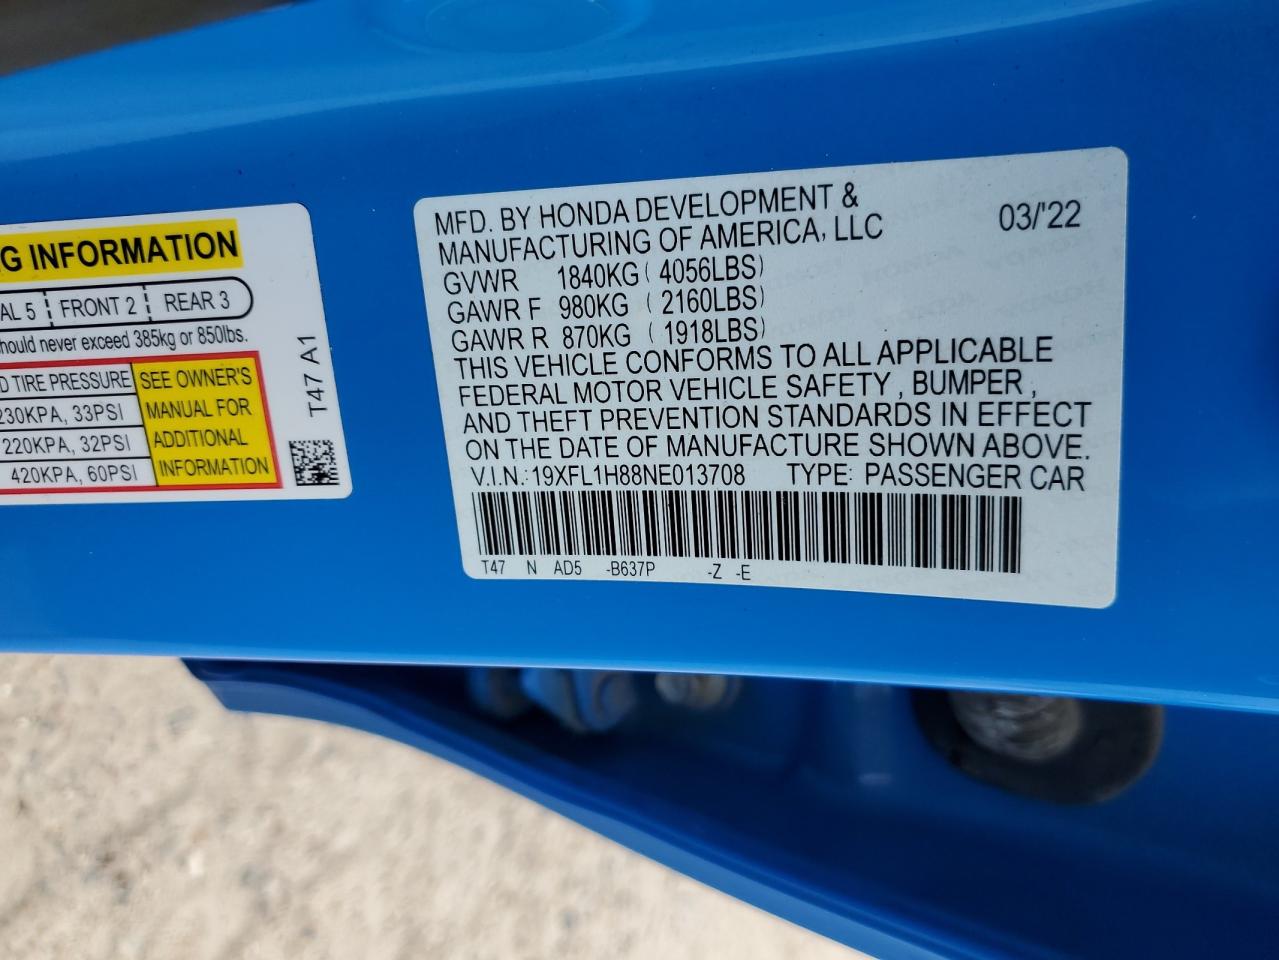 G INFORMATION
AL 5 FRONT 2 REAR 3
should never exceed 385kg or 850lbs.
TIRE PRESSURE SEE OWNER'S
230KPA, 33PSI MANUAL FOR
220KPA, 32PSI ADDITIONAL
420KPA, 60PSI INFORMATION
T47 A1
MFD. BY HONDA DEVELOPMENT &
MANUFACTURING OF AMERICA, LLC 03/'22
GVWR 1840KG ( 4056LBS)
GAWR F 980KG ( 2160LBS)
GAWR R 870KG ( 1918LBS)
THIS VEHICLE CONFORMS TO ALL APPLICABLE
FEDERAL MOTOR VEHICLE SAFETY , BUMPER ,
AND THEFT PREVENTION STANDARDS IN EFFECT
ON THE DATE OF MANUFACTURE SHOWN ABOVE.
V.I.N.:19XFL1H88NE013708 TYPE: PASSENGER CAR
T47 N AD5 -B637P -Z -E